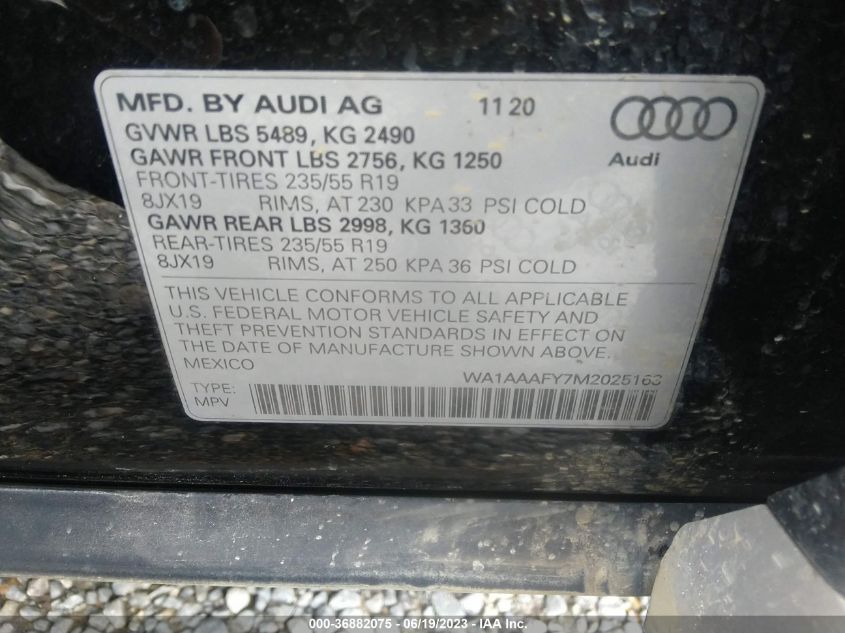 MFD. BY AUDI AG 11 20
GVWR LBS 5489, KG 2490
GAWR FRONT LBS 2756, KG 1250
Audi
FRONT-TIRES 235/55 R19
8JX19 RIMS, AT 230 KPA 33 PSI COLD
GAWR REAR LBS 2998, KG 1360
REAR-TIRES 235/55 R19
8JX19 RIMS, AT 250 KPA 36 PSI COLD
THIS VEHICLE CONFORMS TO ALL APPLICABLE
U.S. FEDERAL MOTOR VEHICLE SAFETY AND
THEFT PREVENTION STANDARDS IN EFFECT ON
THE DATE OF MANUFACTURE SHOWN ABOVE.
MEXICO
WA1AAAFY7M2025163
TYPE:
MPV
000-36882075 - 06/19/2023 - IAA Inc.